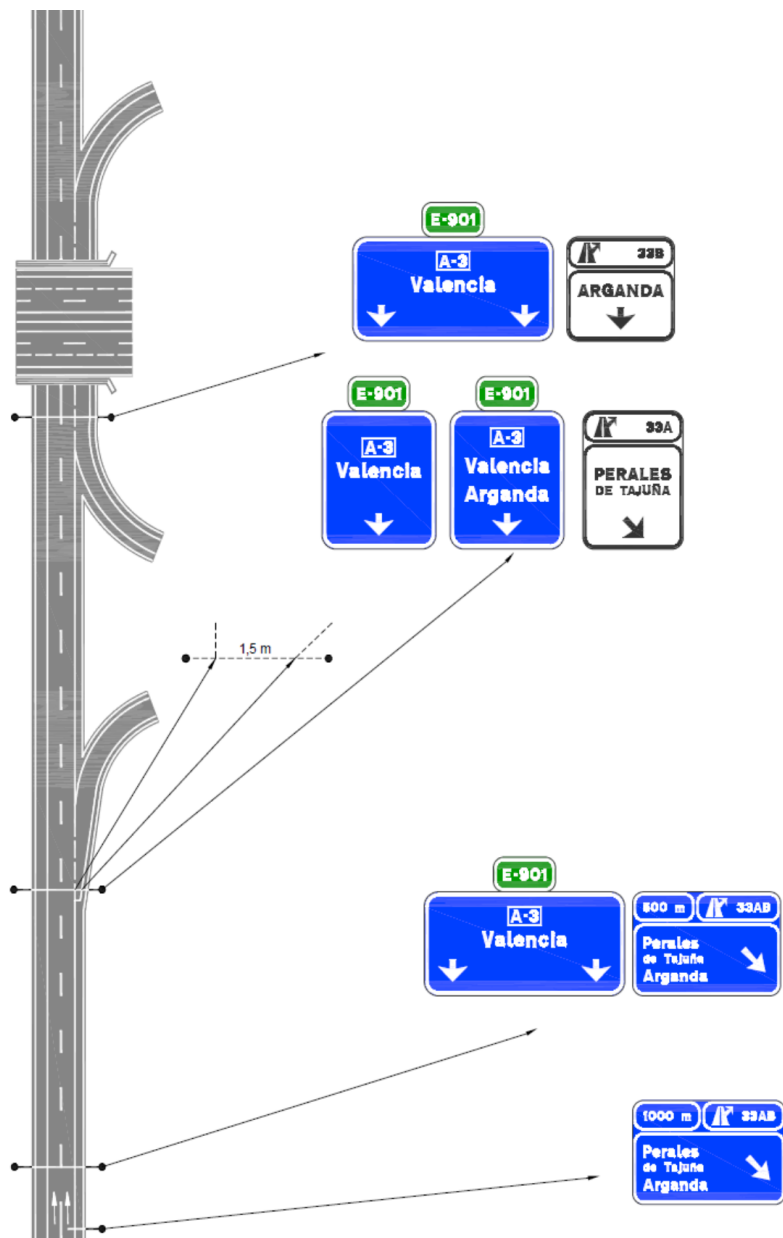 E-901
A-3
Valencia
33B
ARGANDA
E-901
A-3
Valencia
E-901
A-3
Valencia
Arganda
33A
PERALES
DE TAJUÑA
1,5 m
E-901
A-3
Valencia
500 m
33AB
Perales
de Tajuña
Arganda
1000 m
33AB
Perales
de Tajuña
Arganda